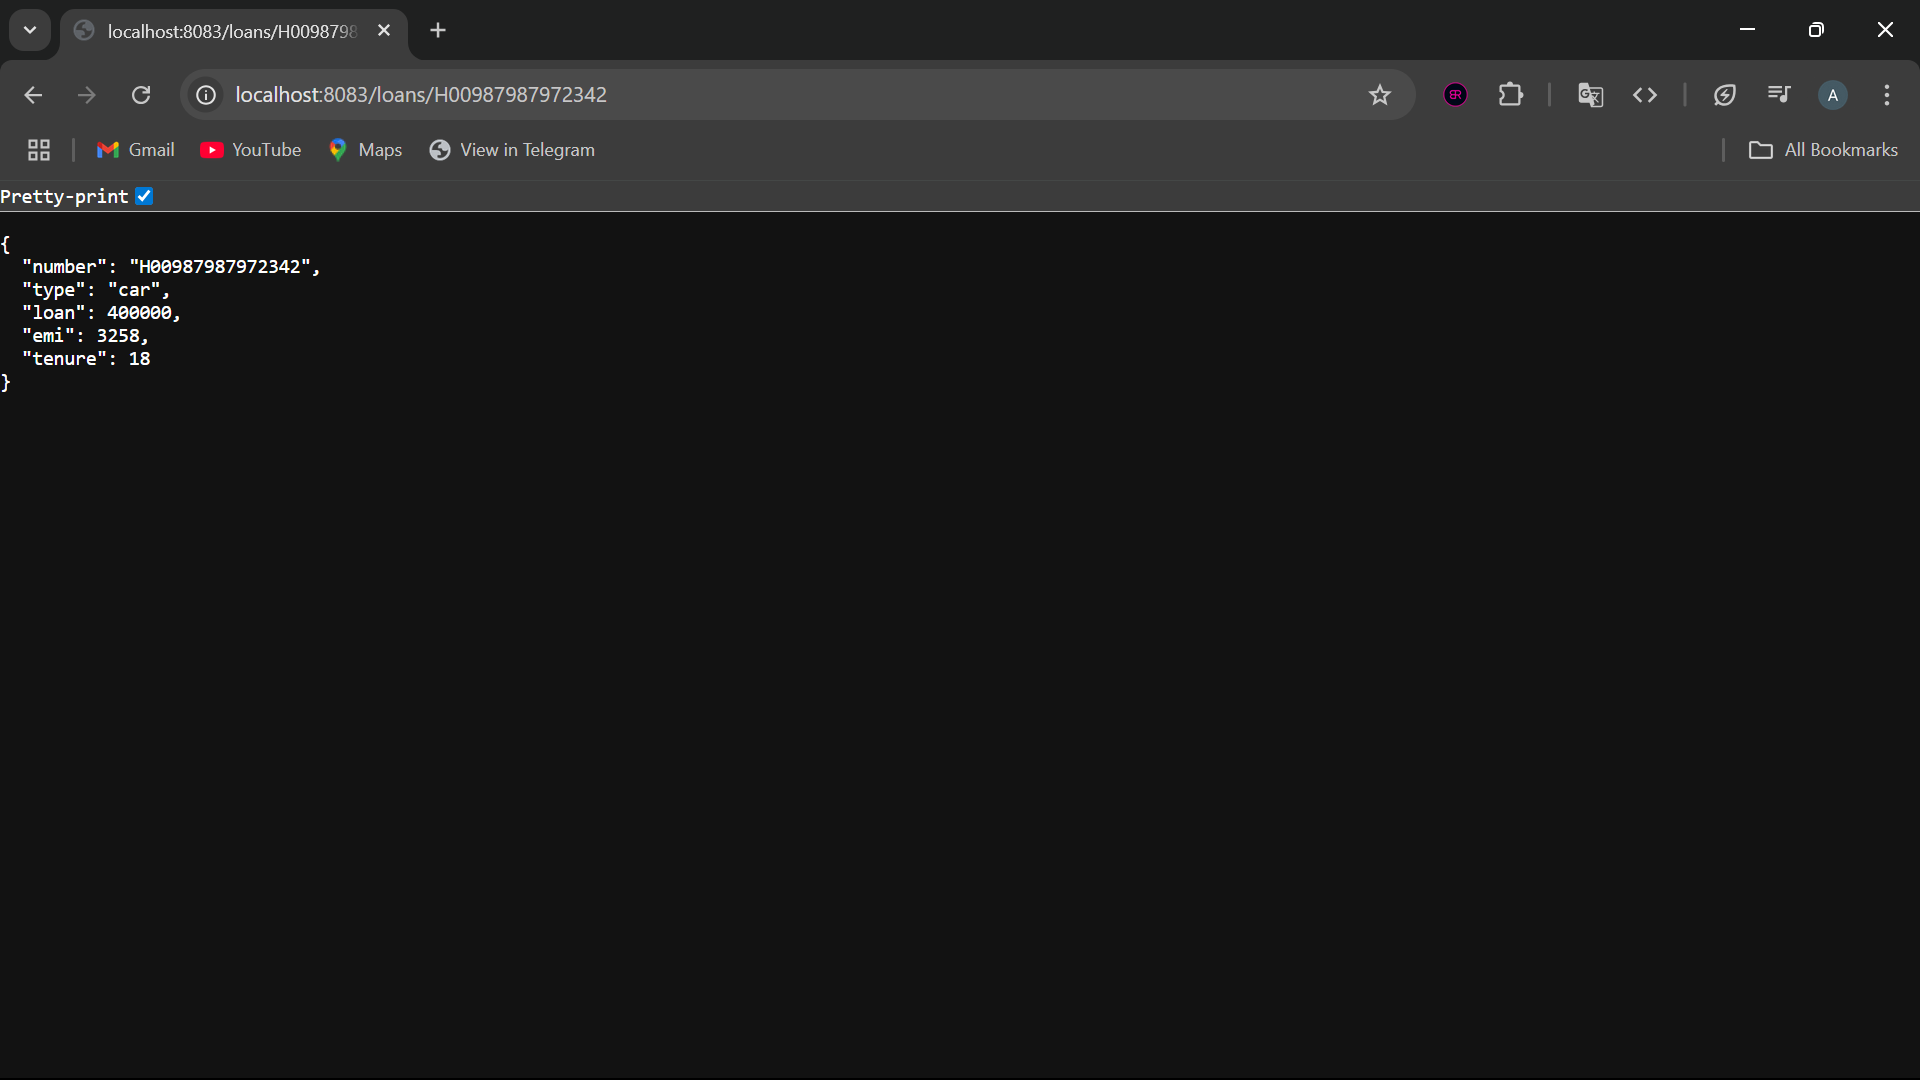 localhost:8083/loans/H0098798
localhost:8083/loans/H00987987972342
Gmail
YouTube
Maps
View in Telegram
All Bookmarks
Pretty-print
{
  "number": "H00987987972342",
  "type": "car",
  "loan": 400000,
  "emi": 3258,
  "tenure": 18
}
A